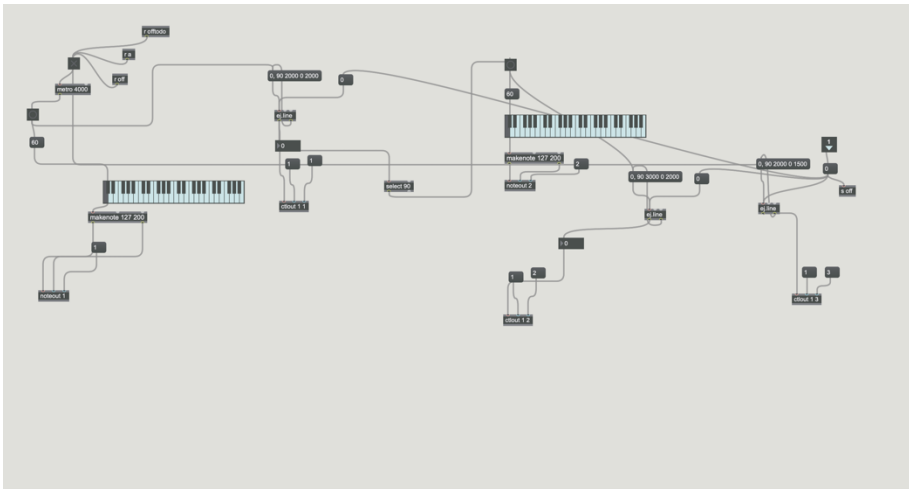 r offtodo
r a
r off
metro 4000
60
makenote 127 200
1
noteout 1
0, 90 2000 0 2000
0
ej.line
0
1
1
ctlout 1 1
select 90
60
makenote 127 200
2
noteout 2
0, 90 3000 0 2000
0
ej.line
0
1
2
ctlout 1 2
0, 90 2000 0 1500
1
0
s off
ej.line
1
3
ctlout 1 3